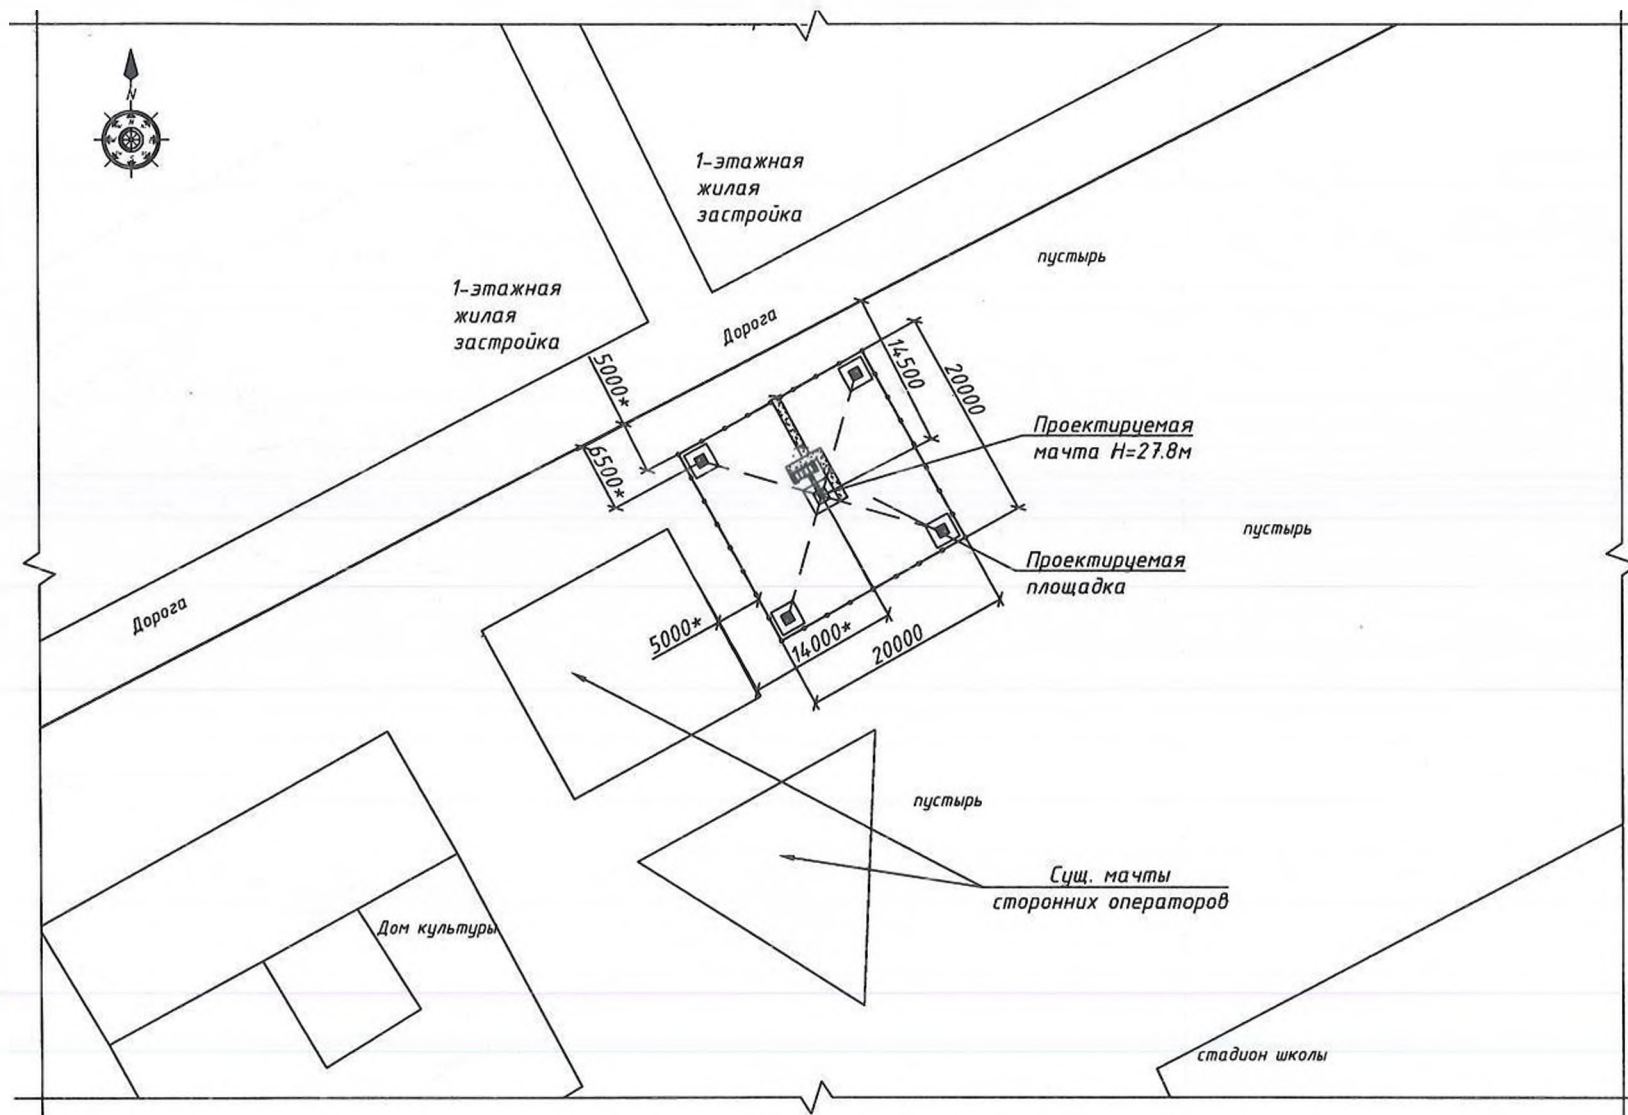 N
1-этажная
жилая
застройка
пустырь
1-этажная
жилая
застройка
Дорога
5000*
14500
20000
6500*
Проектируемая
мачта Н=27.8м
пустырь
Проектируемая
площадка
Дорога
5000*
14000*
20000
пустырь
Сущ. мачты
сторонних операторов
Дом культуры
стадион школы